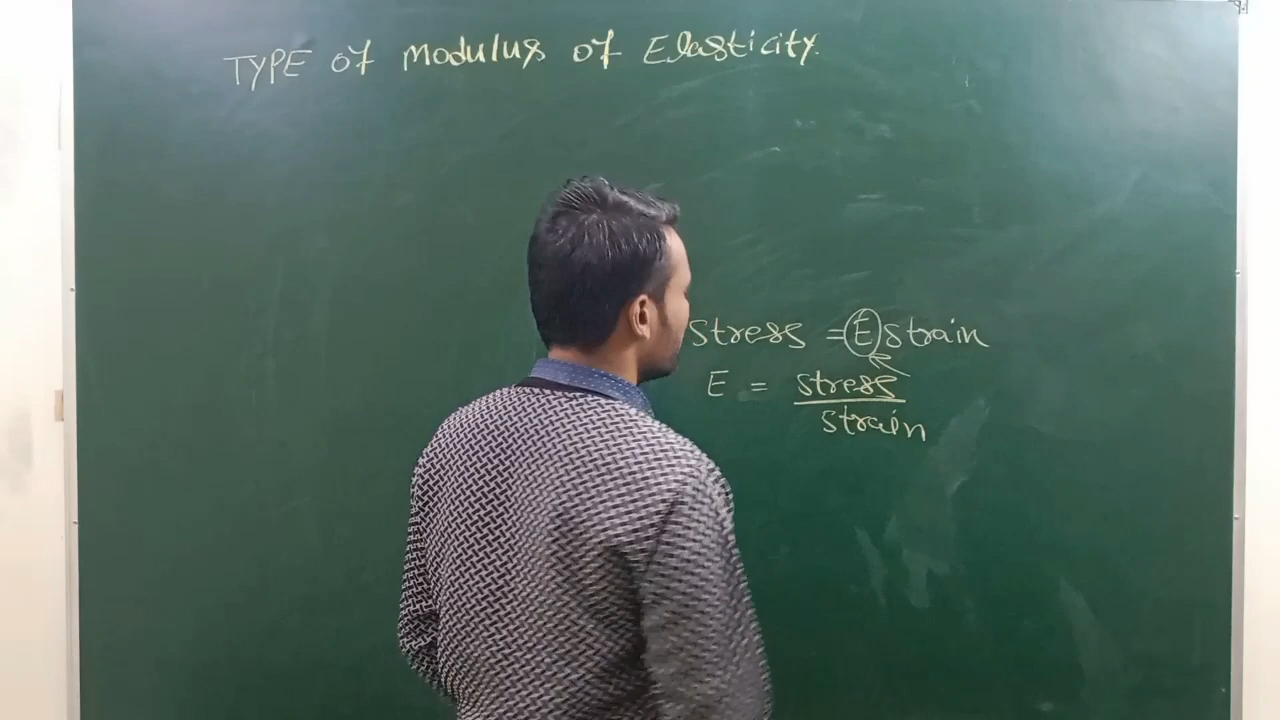 TYPE of Modulus of Elasticity.
stress = E strain
E = stress
strain